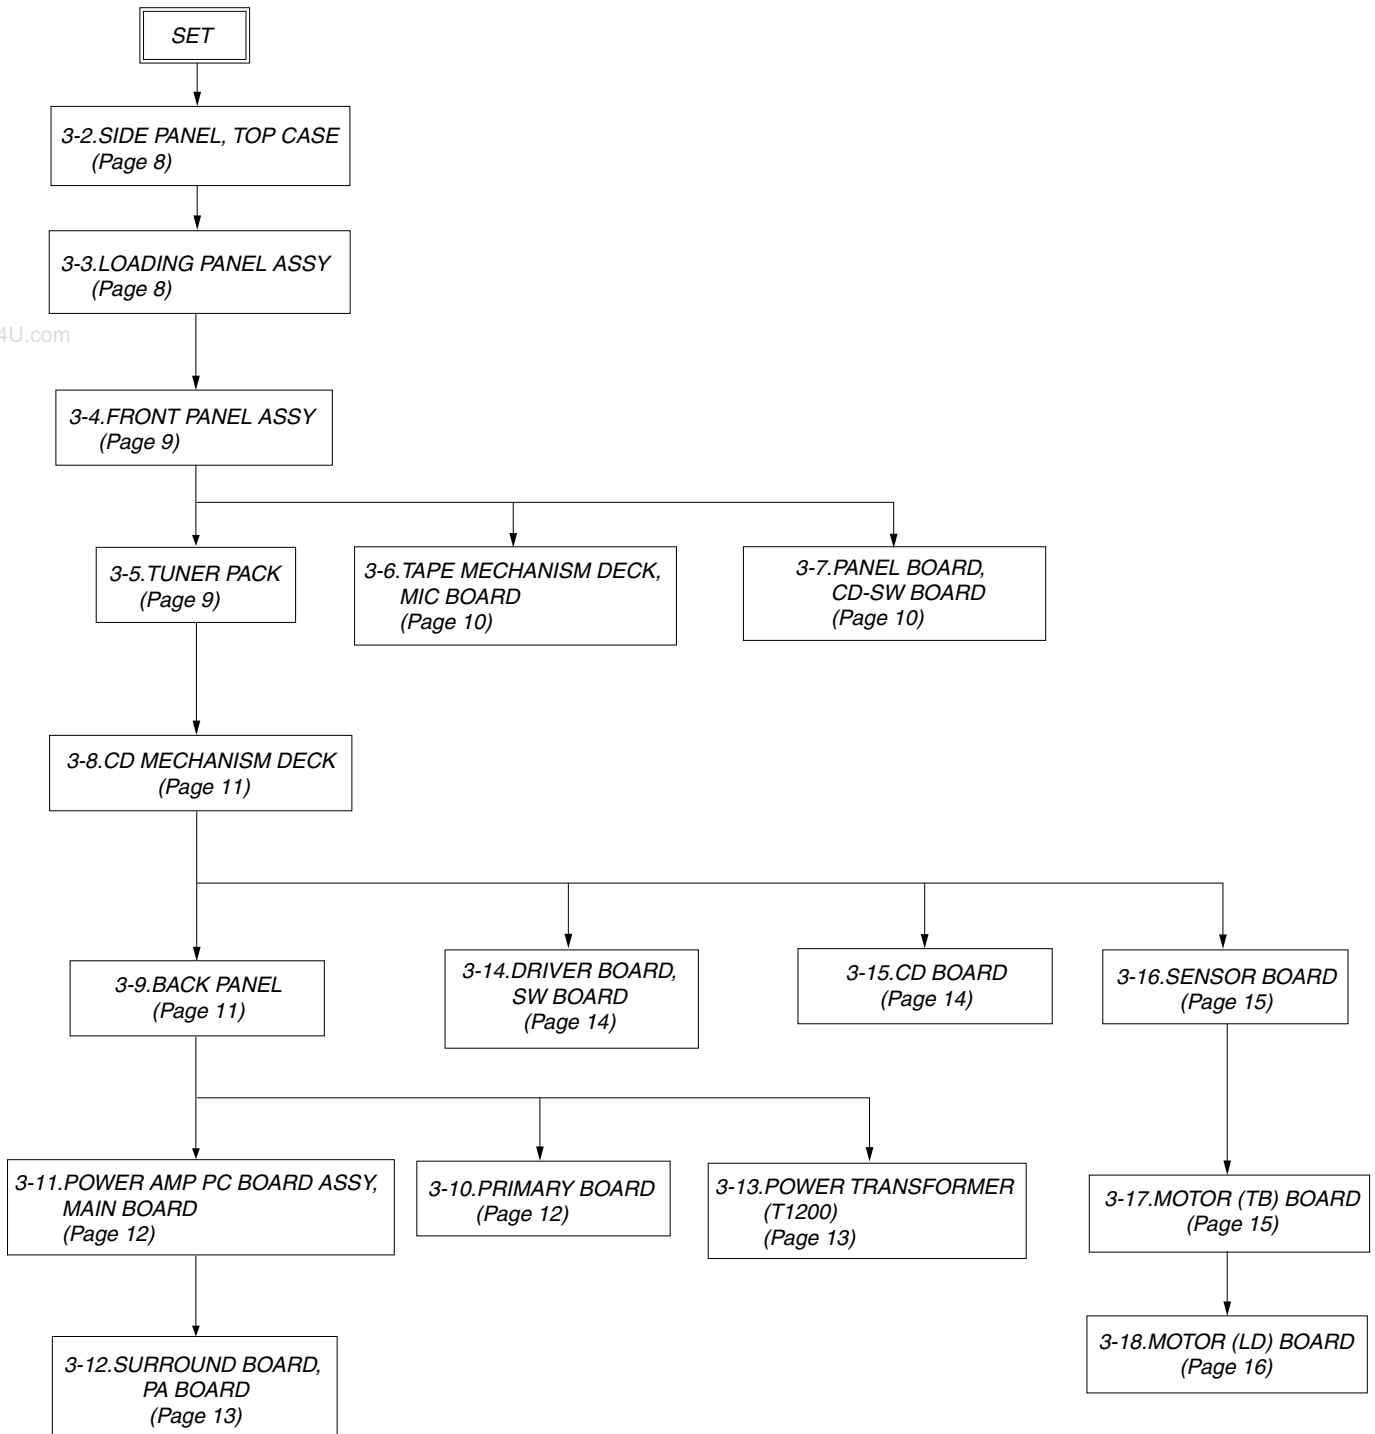 SET
3-2.SIDE PANEL, TOP CASE
(Page 8)
3-3.LOADING PANEL ASSY
(Page 8)
4U.com
3-4.FRONT PANEL ASSY
(Page 9)
3-5.TUNER PACK
(Page 9)
3-6.TAPE MECHANISM DECK,
MIC BOARD
(Page 10)
3-7.PANEL BOARD,
CD-SW BOARD
(Page 10)
3-8.CD MECHANISM DECK
(Page 11)
3-9.BACK PANEL
(Page 11)
3-14.DRIVER BOARD,
SW BOARD
(Page 14)
3-15.CD BOARD
(Page 14)
3-16.SENSOR BOARD
(Page 15)
3-11.POWER AMP PC BOARD ASSY,
MAIN BOARD
(Page 12)
3-10.PRIMARY BOARD
(Page 12)
3-13.POWER TRANSFORMER
(T1200)
(Page 13)
3-17.MOTOR (TB) BOARD
(Page 15)
3-12.SURROUND BOARD,
PA BOARD
(Page 13)
3-18.MOTOR (LD) BOARD
(Page 16)